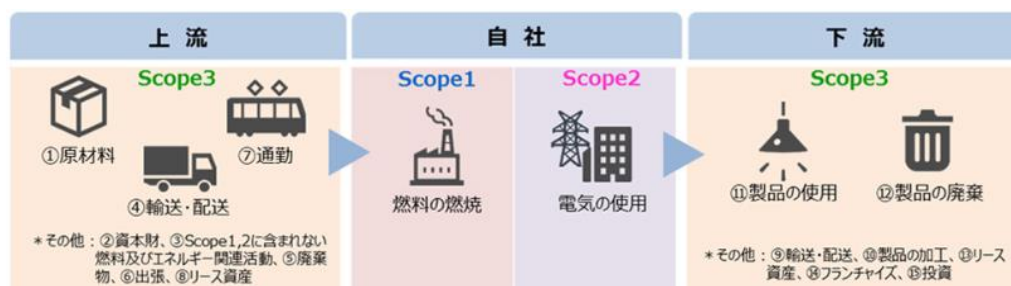 上流
自社
下流
Scope3
①原材料
⑦通勤
④輸送・配送
*その他:②資本財、③Scope1,2に含まれない
燃料及びエネルギー関連活動、⑤廃棄
物、⑥出張、⑧リース資産
Scope1
燃料の燃焼
Scope2
電気の使用
Scope3
⑪製品の使用
⑫製品の廃棄
*その他:⑨輸送・配送、⑩製品の加工、⑬リース
資産、⑭フランチャイズ、⑮投資